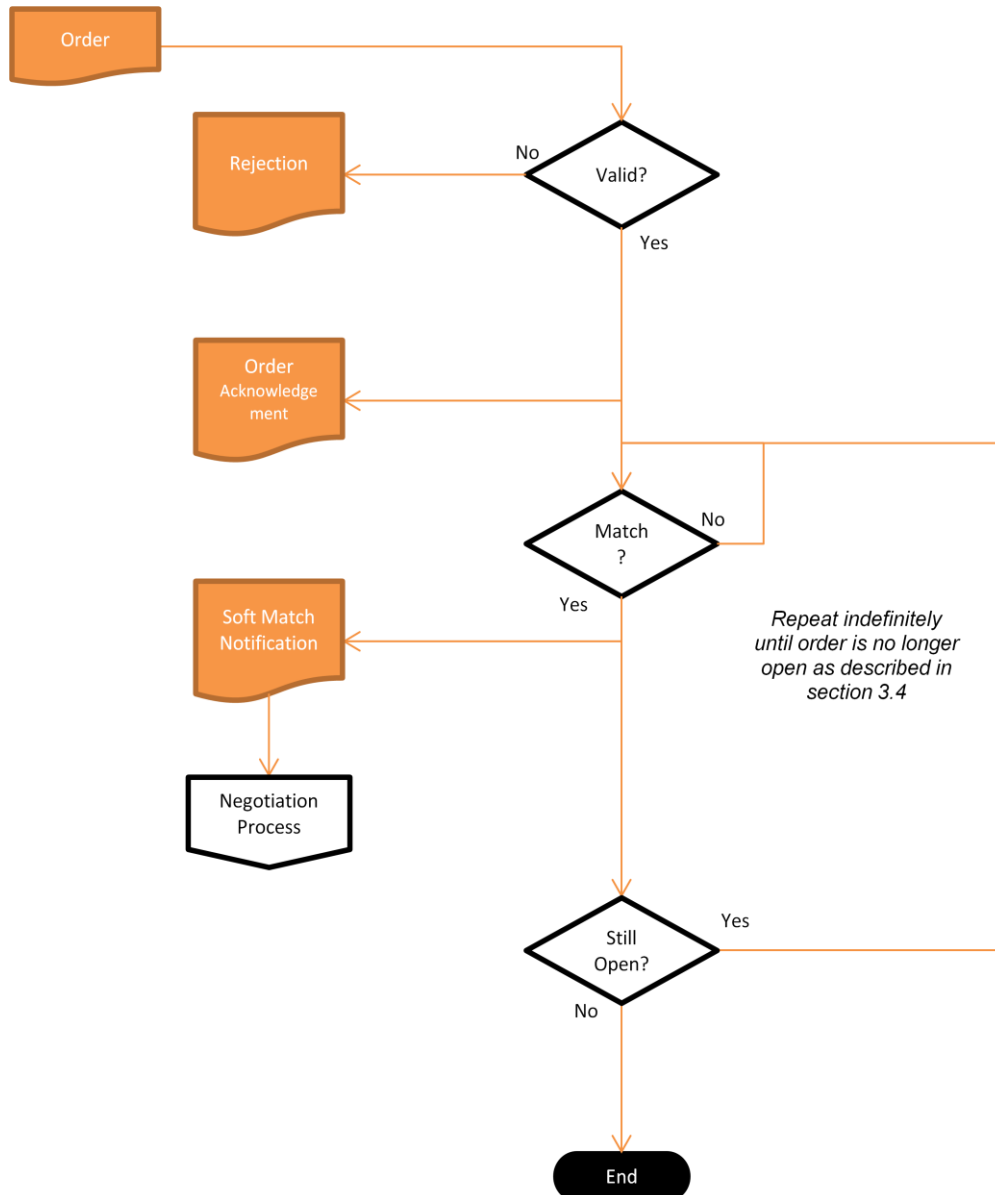 Order
No
Rejection
Valid?
Yes
Order
Acknowledge
ment
No
Match
?
Yes
Soft Match
Notification
Repeat indefinitely
until order is no longer
open as described in
section 3.4
Negotiation
Process
Yes
Still
Open?
No
End